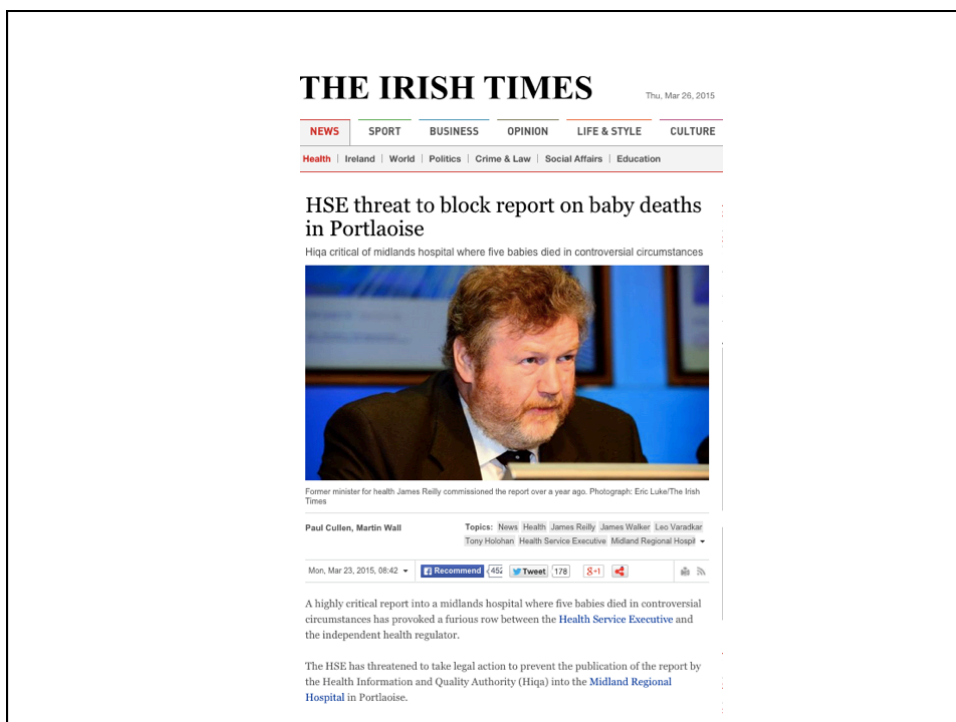 THE IRISH TIMES
Thu, Mar 26, 2015
NEWS SPORT BUSINESS OPINION LIFE & STYLE CULTURE
Health | Ireland | World | Politics | Crime & Law | Social Affairs | Education
HSE threat to block report on baby deaths
in Portlaoise
Hiqa critical of midlands hospital where five babies died in controversial circumstances
Former minister for health James Reilly commissioned the report over a year ago. Photograph: Eric Luke/The Irish
Times
Paul Cullen, Martin Wall
Topics: News Health James Reilly James Walker Leo Varadkar
Tony Holohan Health Service Executive Midland Regional Hospit
Mon, Mar 23, 2015, 08:42 Recommend 452 Tweet 178 8+1
A highly critical report into a midlands hospital where five babies died in controversial
circumstances has provoked a furious row between the Health Service Executive and
the independent health regulator.
The HSE has threatened to take legal action to prevent the publication of the report by
the Health Information and Quality Authority (Hiqa) into the Midland Regional
Hospital in Portlaoise.